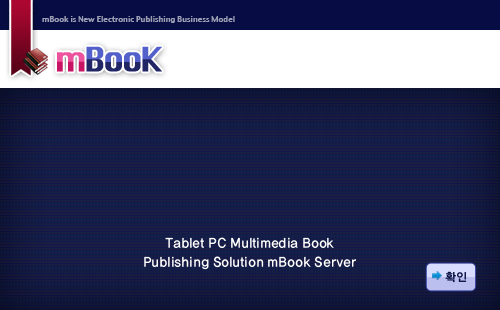 mBook is New Electronic Publishing Business Model
mBooK
Tablet PC Multimedia Book
Publishing Solution mBook Server
확인